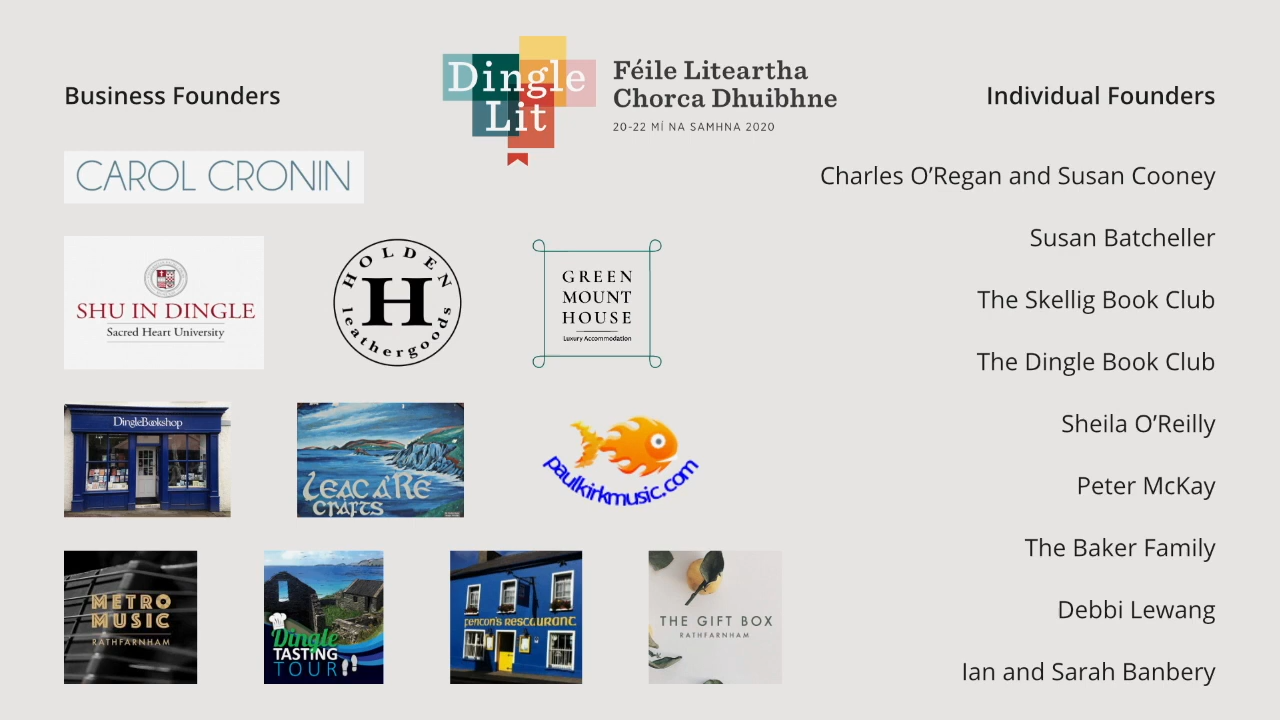 Business Founders
Dingle
Lit
Féile Liteartha
Chorca Dhuibhne
20-22 MÍ NA SAMHNA 2020
Individual Founders
CAROL CRONIN
SHU IN DINGLE
Sacred Heart University
HOLDEN
H
leathergoods
GREEN
MOUNT
HOUSE
Luxury Accommodation
DingleBookshop
LEAC A'RÉ
CRAFTS
paulkirkmusic.com
METRO
MUSIC
RATHFARNHAM
Dingle
TASTING
TOUR
FENTON'S RESTAURANT
THE GIFT BOX
RATHFARNHAM
Charles O’Regan and Susan Cooney
Susan Batcheller
The Skellig Book Club
The Dingle Book Club
Sheila O’Reilly
Peter McKay
The Baker Family
Debbi Lewang
Ian and Sarah Banbery